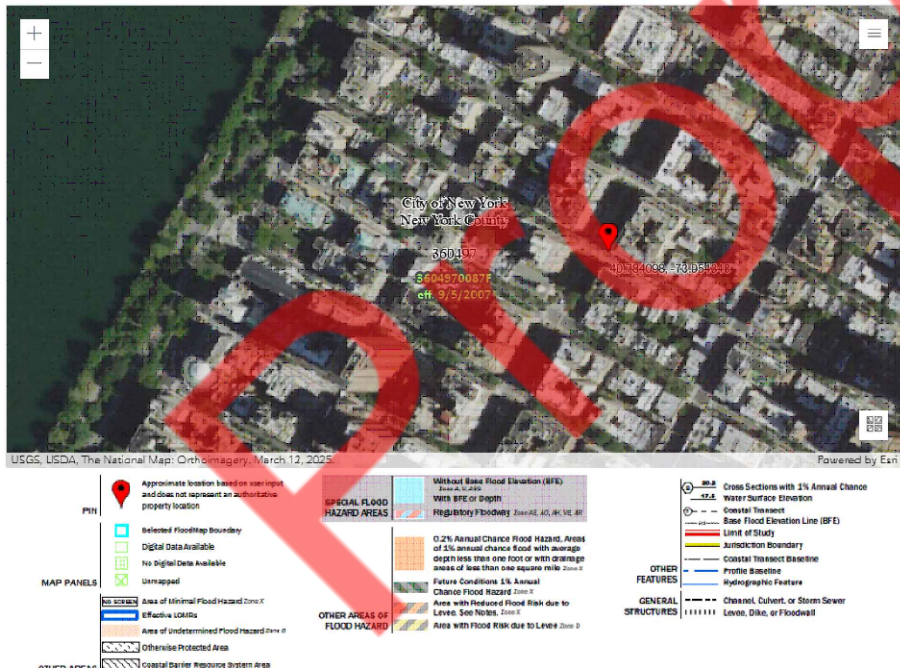 City of New York
New York County
360497
3604970087F
eff. 9/5/2007
USGS, USDA, The National Map: Orthoimagery. March 12, 2025.
Powered by Esri
PIN
Approximate location based on user input
and does not represent an authoritative
property location
MAP PANELS
Selected FloodMap Boundary
Digital Data Available
No Digital Data Available
Unmapped
NO SCREEN Area of Minimal Flood Hazard Zone X
Effective LOMRs
Area of Undetermined Flood Hazard Zone D
Otherwise Protected Area
OTHER AREAS
Coastal Barrier Resource System Area
SPECIAL FLOOD
HAZARD AREAS
Without Base Flood Elevation (BFE)
Zone A, V, A99
With BFE or Depth
Regulatory Floodway Zone AE, AO, AH, VE, AR
0.2% Annual Chance Flood Hazard, Areas
of 1% annual chance flood with average
depth less than one foot or with drainage
areas of less than one square mile Zone X
Future Conditions 1% Annual
Chance Flood Hazard Zone X
OTHER AREAS OF
FLOOD HAZARD
Area with Reduced Flood Risk due to
Levee. See Notes. Zone X
Area with Flood Risk due to Levee Zone D
OTHER
FEATURES
Cross Sections with 1% Annual Chance
17.5 Water Surface Elevation
Coastal Transect
Base Flood Elevation Line (BFE)
Limit of Study
Jurisdiction Boundary
Coastal Transect Baseline
Profile Baseline
Hydrographic Feature
GENERAL
STRUCTURES
Channel, Culvert, or Storm Sewer
Levee, Dike, or Floodwall